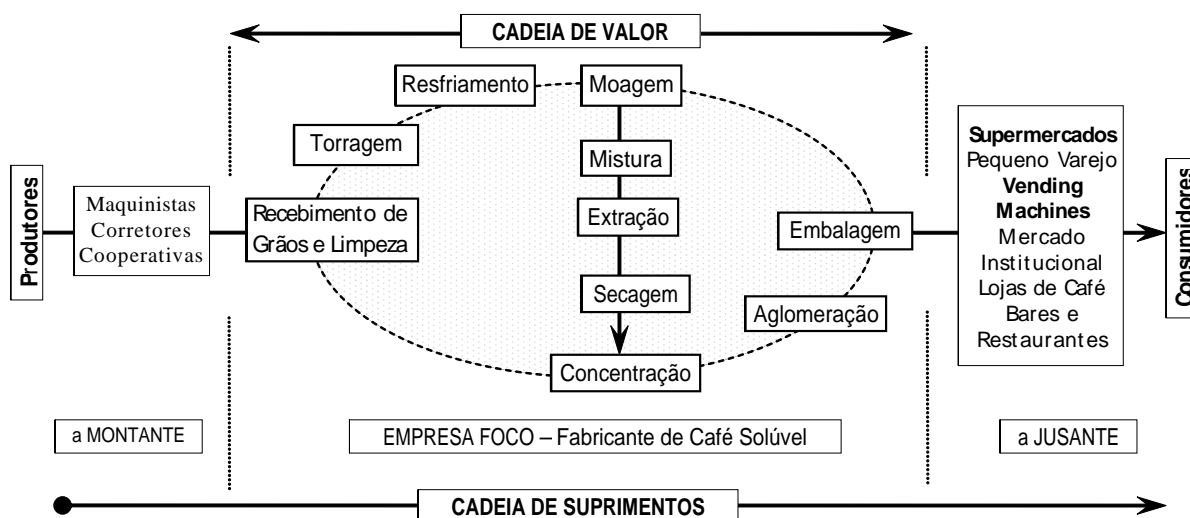 CADEIA DE VALOR
Produtores
Maquinistas
Corretores
Cooperativas
Recebimento de
Grãos e Limpeza
Torragem
Resfriamento
Moagem
Mistura
Extração
Secagem
Concentração
Aglomeração
Embalagem
Supermercados
Pequeno Varejo
Vending
Machines
Mercado
Institucional
Lojas de Café
Bares e
Restaurantes
Consumidores
a MONTANTE
EMPRESA FOCO – Fabricante de Café Solúvel
a JUSANTE
CADEIA DE SUPRIMENTOS